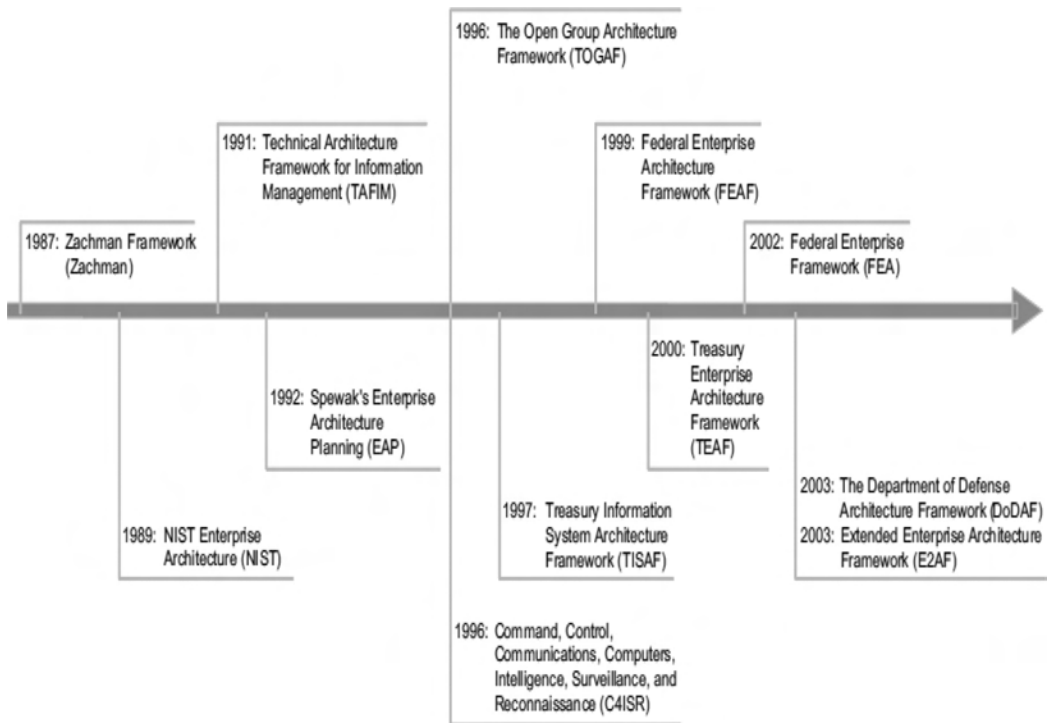 1996: The Open Group Architecture
Framework (TOGAF)
1991: Technical Architecture
Framework for Information
Management (TAFIM)
1999: Federal Enterprise
Architecture
Framework (FEAF)
1987: Zachman Framework
(Zachman)
2002: Federal Enterprise
Framework (FEA)
1992: Spewak's Enterprise
Architecture
Planning (EAP)
2000: Treasury
Enterprise
Architecture
Framework
(TEAF)
1989: NIST Enterprise
Architecture (NIST)
1997: Treasury Information
System Architecture
Framework (TISAF)
2003: The Department of Defense
Architecture Framework (DoDAF)
2003: Extended Enterprise Architecture
Framework (E2AF)
1996: Command, Control,
Communications, Computers,
Intelligence, Surveillance, and
Reconnaissance (C4ISR)